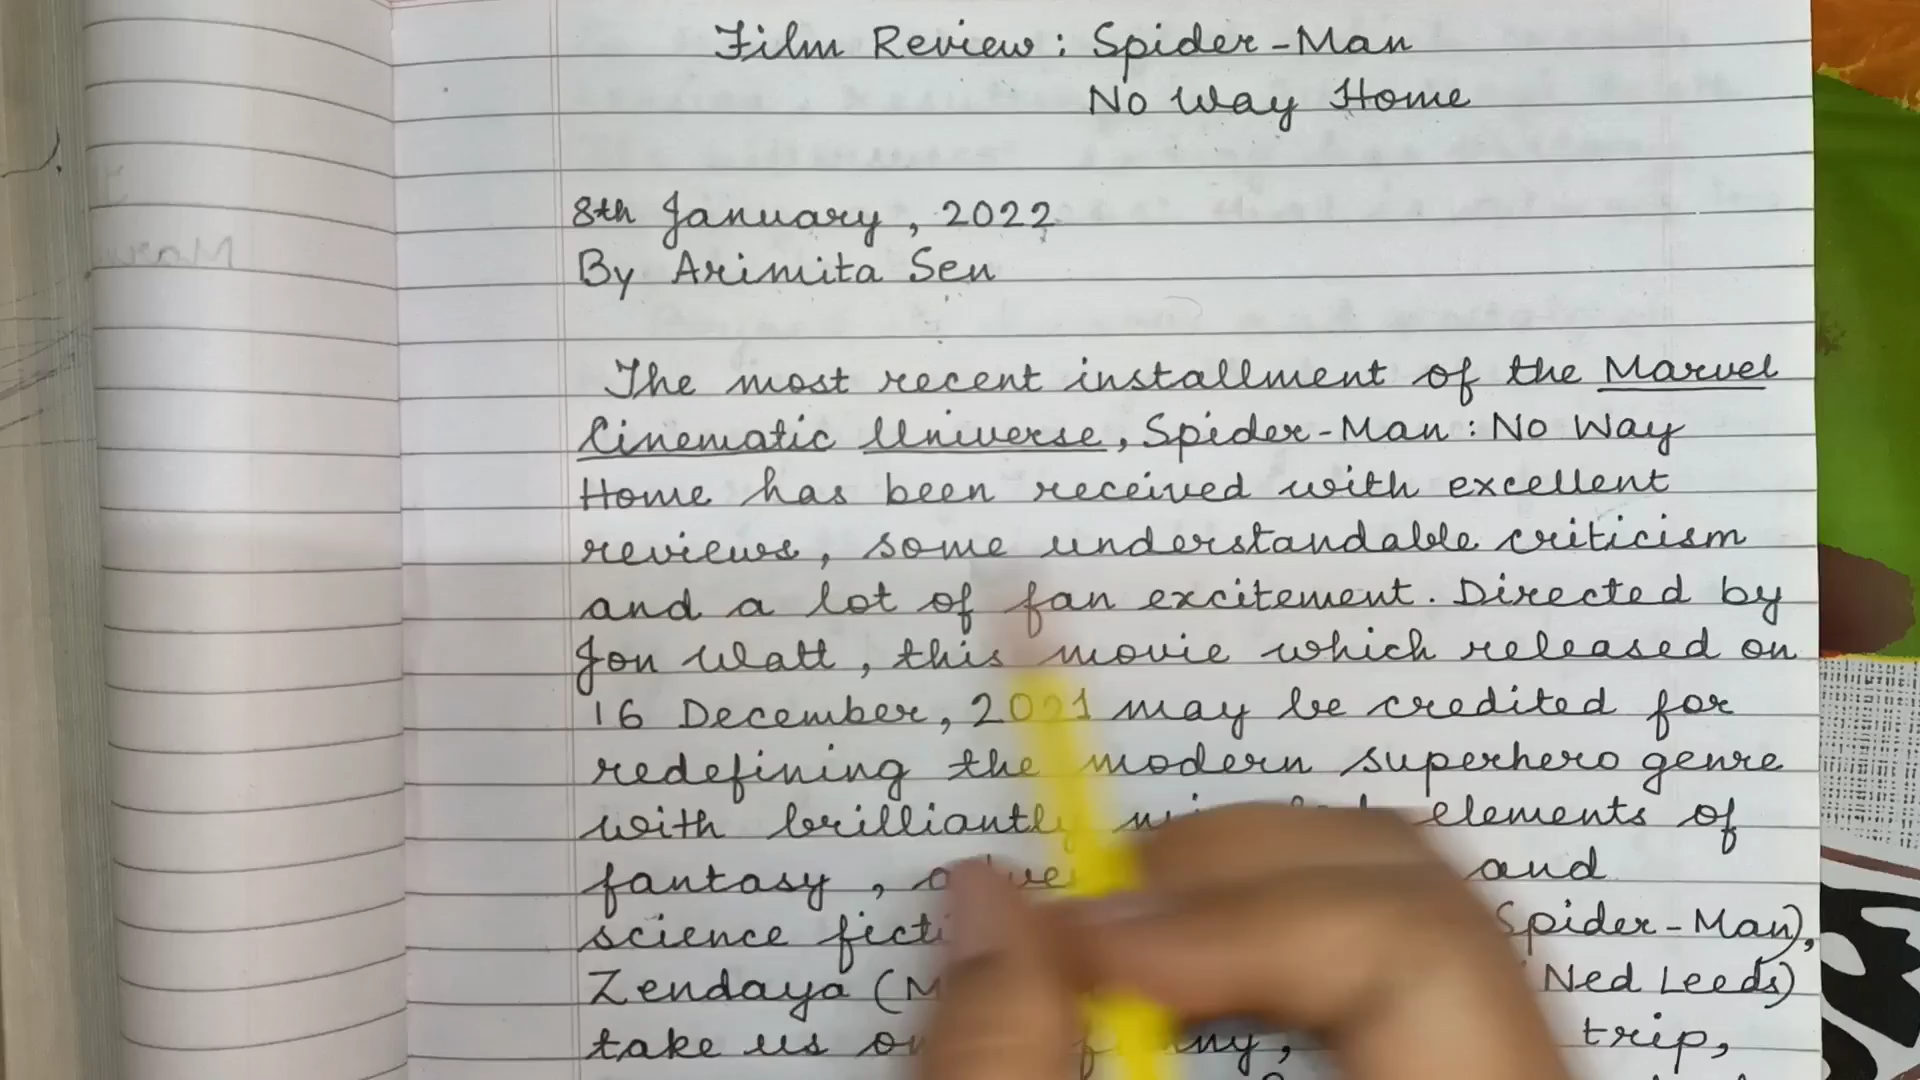 Film Review: Spider-Man
No Way Home
8th January, 2022
By Arimita Sen
The most recent installment of the Marvel
Cinematic Universe, Spider-Man: No Way
Home has been received with excellent
reviews, some understandable criticism
and a lot of fan excitement. Directed by
Jon Watt, this movie which released on
16 December, 2021 may be credited for
redefining the modern superhero genre
with brilliantly elements of
fantasy, and
science Spider-Man),
Zendaya (Ned Leeds)
take us trip,